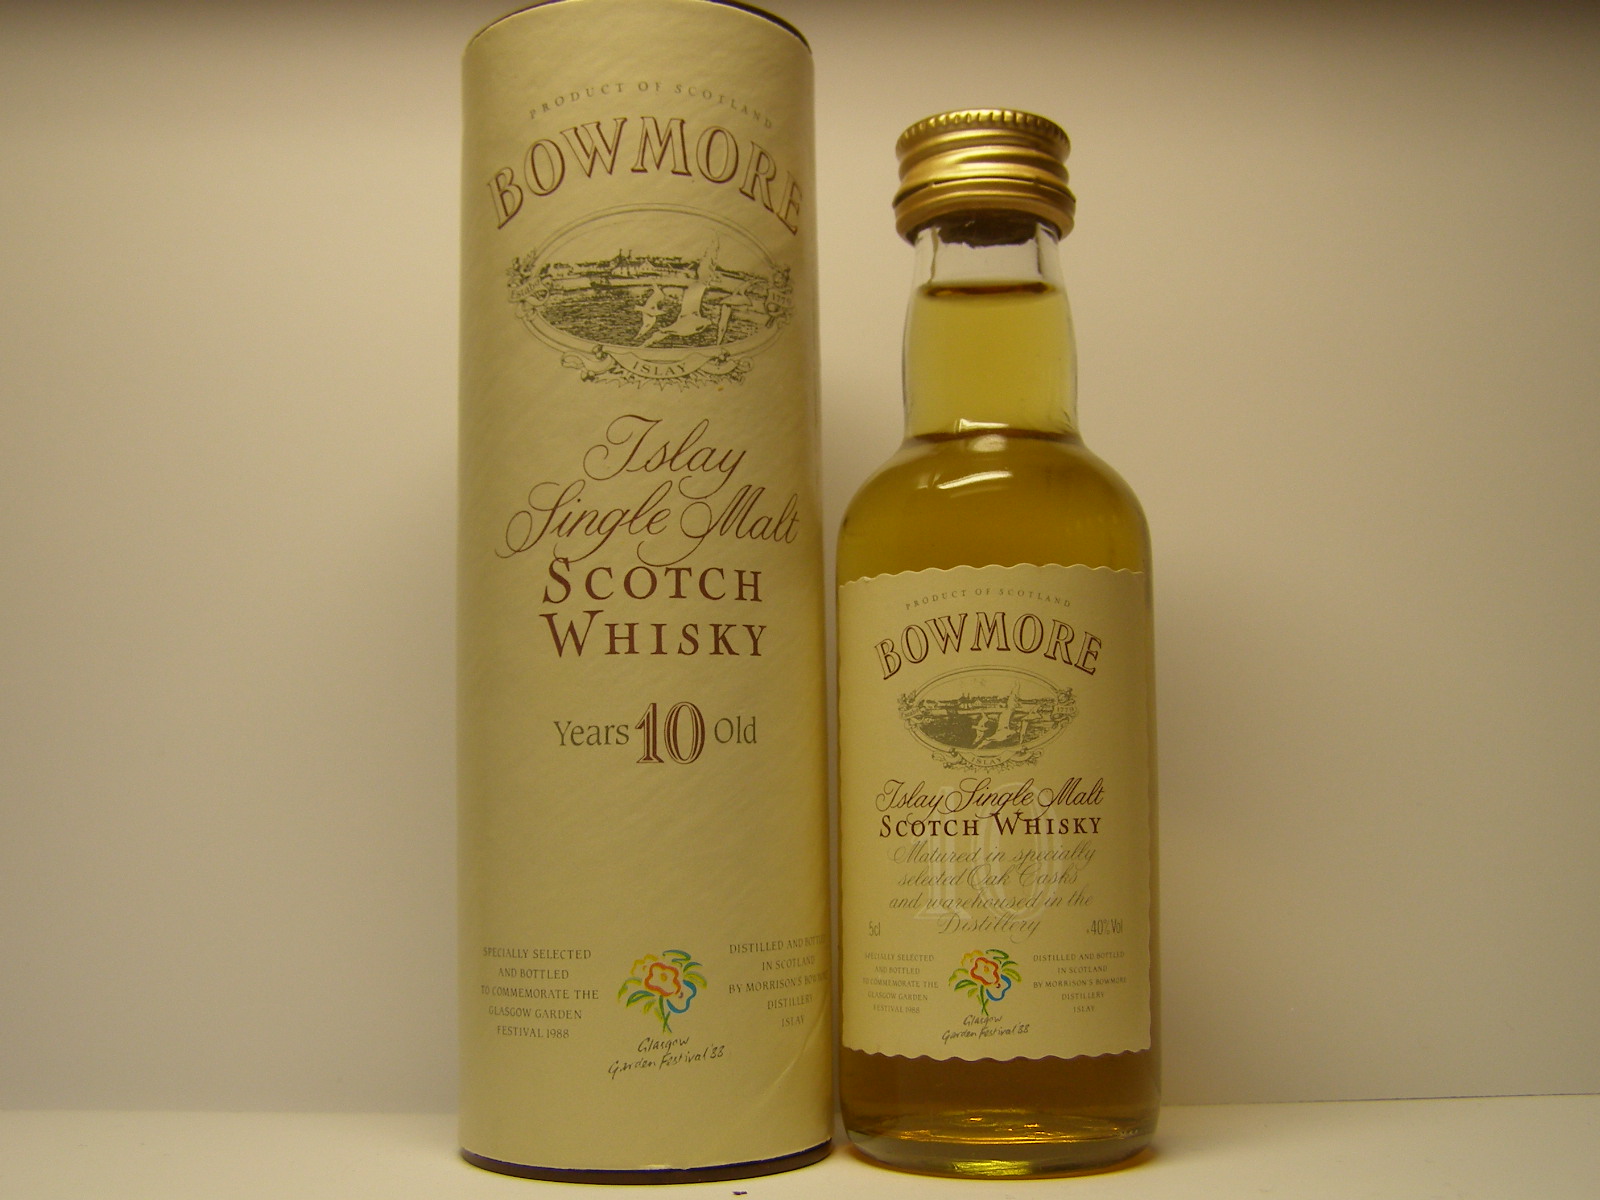 PRODUCT OF SCOTLAND
BOWMORE
1779
ISLAY
Islay
Single Malt
SCOTCH
WHISKY
Years 10 Old
SPECIALLY SELECTED
AND BOTTLED
TO COMMEMORATE THE
GLASGOW GARDEN
FESTIVAL 1988
Glasgow
Garden Festival '88
DISTILLED AND BOTTLED
IN SCOTLAND
BY MORRISON'S BOWMORE
DISTILLERY
ISLAY
PRODUCT OF SCOTLAND
BOWMORE
1779
ISLAY
Islay Single Malt
SCOTCH WHISKY
10
Matured in specially
selected Oak Casks
and warehoused in the
Distillery
5cl
40% Vol
SPECIALLY SELECTED
AND BOTTLED
TO COMMEMORATE THE
GLASGOW GARDEN
FESTIVAL 1988
Glasgow
Garden Festival '88
DISTILLED AND BOTTLED
IN SCOTLAND
BY MORRISON'S BOWMORE
DISTILLERY
ISLAY